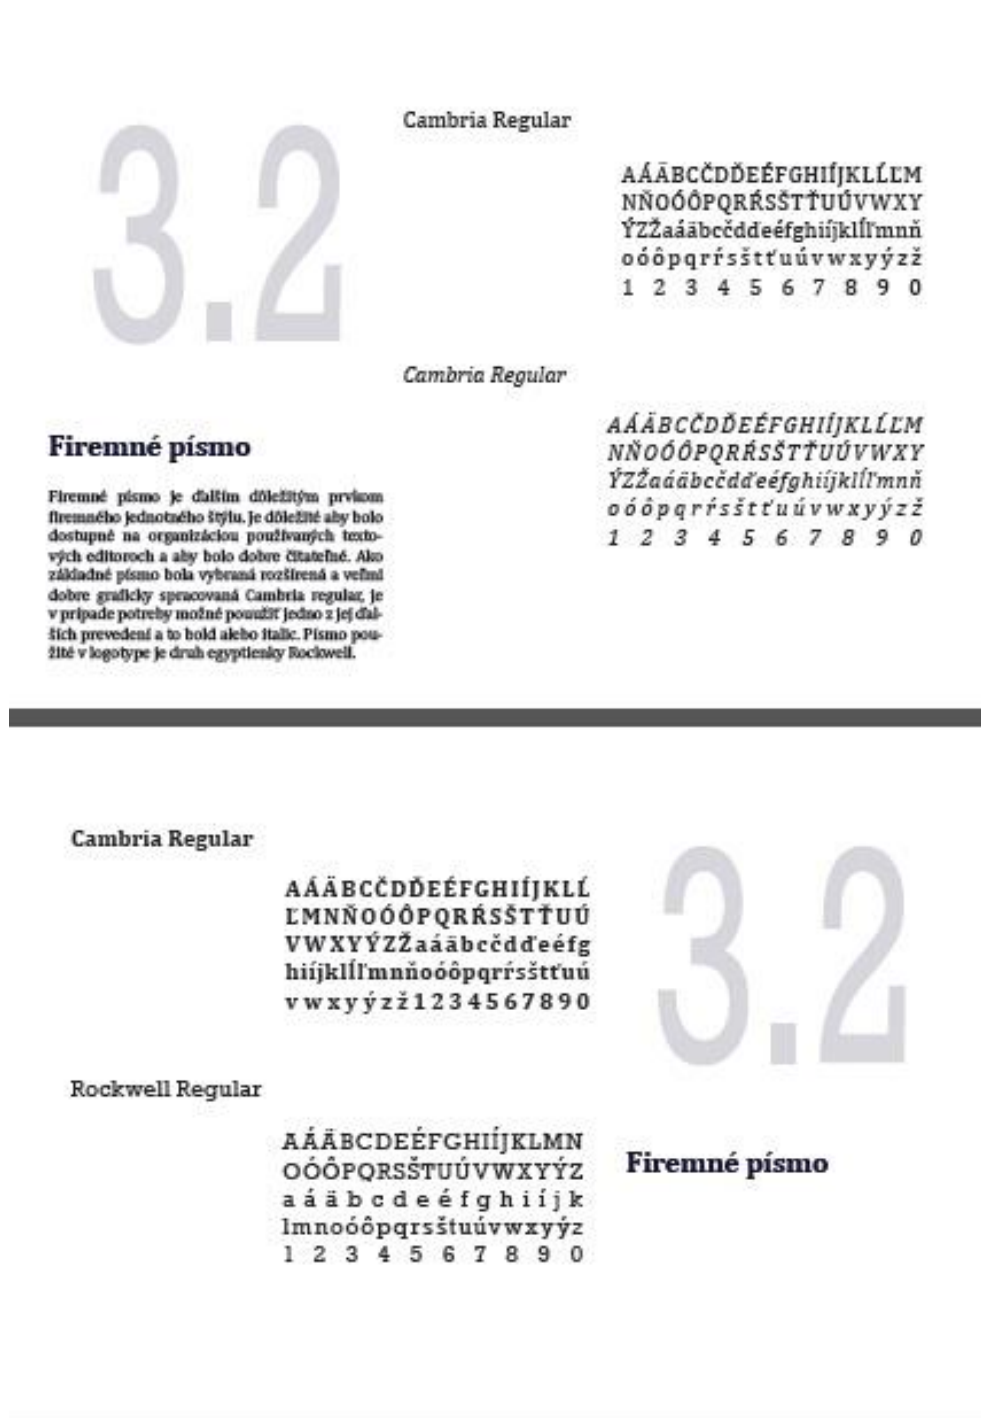 3.2
Cambria Regular
AÁÄBCČDĎEÉFGHIÍJKLĹĽM
NŇOÓÔPQRŔSŠTŤUÚVWXY
ÝZŽaáäbcčdďeéfghiíjklĺľmnň
oóôpqrŕsštťuúvwxyýzž
1 2 3 4 5 6 7 8 9 0
Cambria Regular
AÁÄBCČDĎEÉFGHIÍJKLĹĽM
NŇOÓÔPQRŔSŠTŤUÚVWXY
ÝZŽaáäbcčdďeéfghiíjklĺľmnň
oóôpqrŕsštťuúvwxyýzž
1 2 3 4 5 6 7 8 9 0
Firemné písmo
Firemné písmo je ďalším dôležitým prvkom
firemného jednotného štýlu. Je dôležité aby bolo
dostupné na organizáciou používaných texto-
vých editoroch a aby bolo dobre čitateľné. Ako
základné písmo bola vybraná rozšírená a veľmi
dobre graficky spracovaná Cambria regular, je
v prípade potreby možné pouužiť jedno z jej ďal-
ších prevedení a to bold alebo italic. Písmo pou-
žité v logotype je druh egyptienky Rockwell.
Cambria Regular
AÁÄBCČDĎEÉFGHIÍJKLĹ
ĽMNŇOÓÔPQRŔSŠTŤUÚ
VWXYÝZŽaáäbcčdďeéfg
hiíjklĺľmnňoóôpqrŕsštťuú
vwxyýzž1234567890
3.2
Rockwell Regular
AÁÄBCDEÉFGHIÍJKLMN
OÓÔPQRSŠTUÚVWXYÝZ
aáäbcdeéfghiíjk
lmnoóôpqrsštuúvwxyýz
1 2 3 4 5 6 7 8 9 0
Firemné písmo